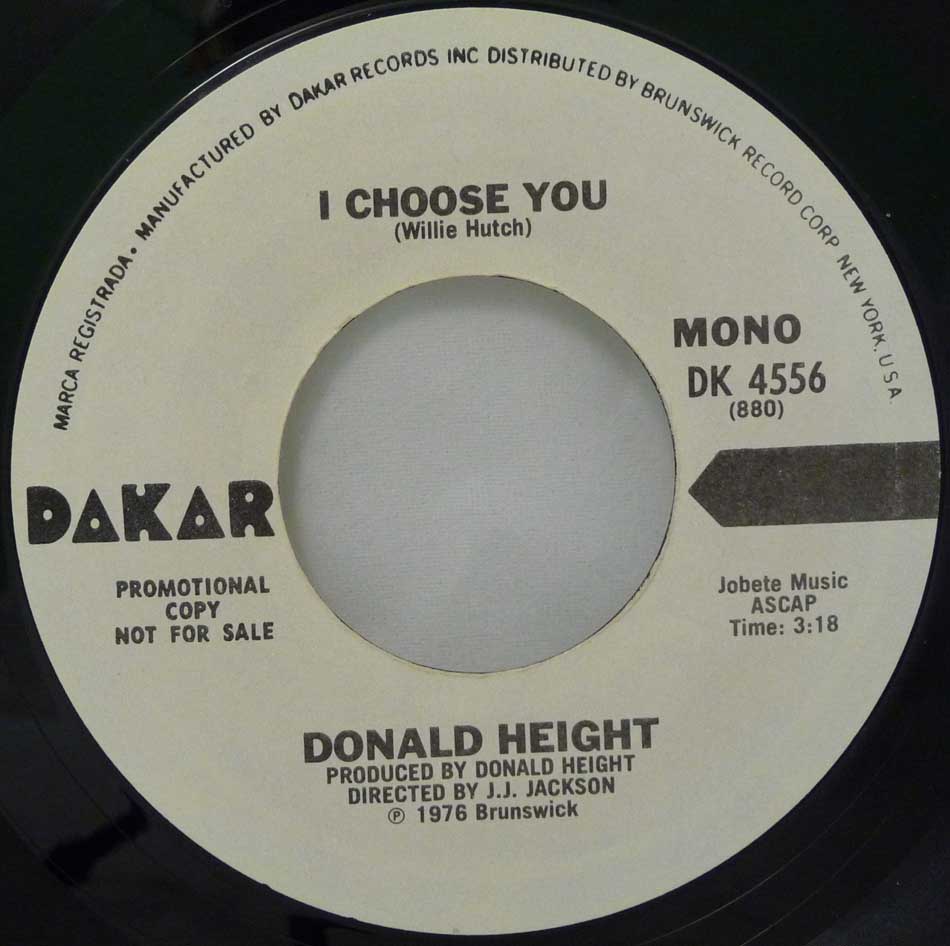 MARCA REGISTRADA • MANUFACTURED BY DAKAR RECORDS INC DISTRIBUTED BY BRUNSWICK RECORD CORP NEW YORK, U.S.A.
I CHOOSE YOU
(Willie Hutch)
MONO
DK 4556
(880)
DAKAR
PROMOTIONAL
COPY
NOT FOR SALE
Jobete Music
ASCAP
Time: 3:18
DONALD HEIGHT
PRODUCED BY DONALD HEIGHT
DIRECTED BY J.J. JACKSON
℗ 1976 Brunswick